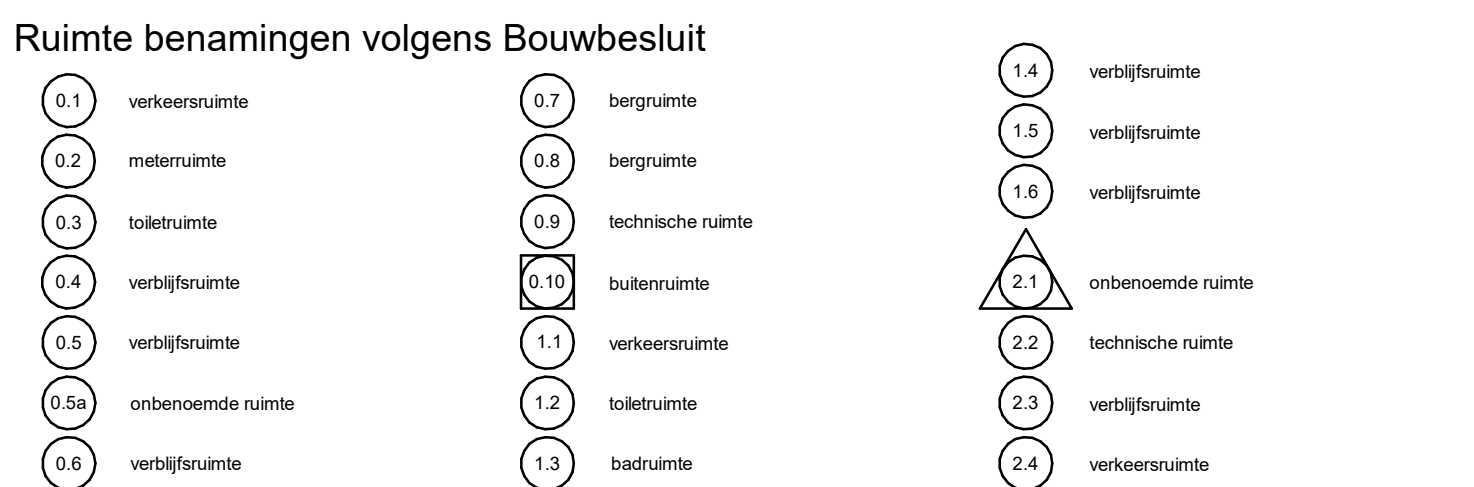 Ruimte benamingen volgens Bouwbesluit
0.1 verkeersruimte
0.2 meterruimte
0.3 toiletruimte
0.4 verblijfsruimte
0.5 verblijfsruimte
0.5a onbenoemde ruimte
0.6 verblijfsruimte
0.7 bergruimte
0.8 bergruimte
0.9 technische ruimte
0.10 buitenruimte
1.1 verkeersruimte
1.2 toiletruimte
1.3 badruimte
1.4 verblijfsruimte
1.5 verblijfsruimte
1.6 verblijfsruimte
2.1 onbenoemde ruimte
2.2 technische ruimte
2.3 verblijfsruimte
2.4 verkeersruimte